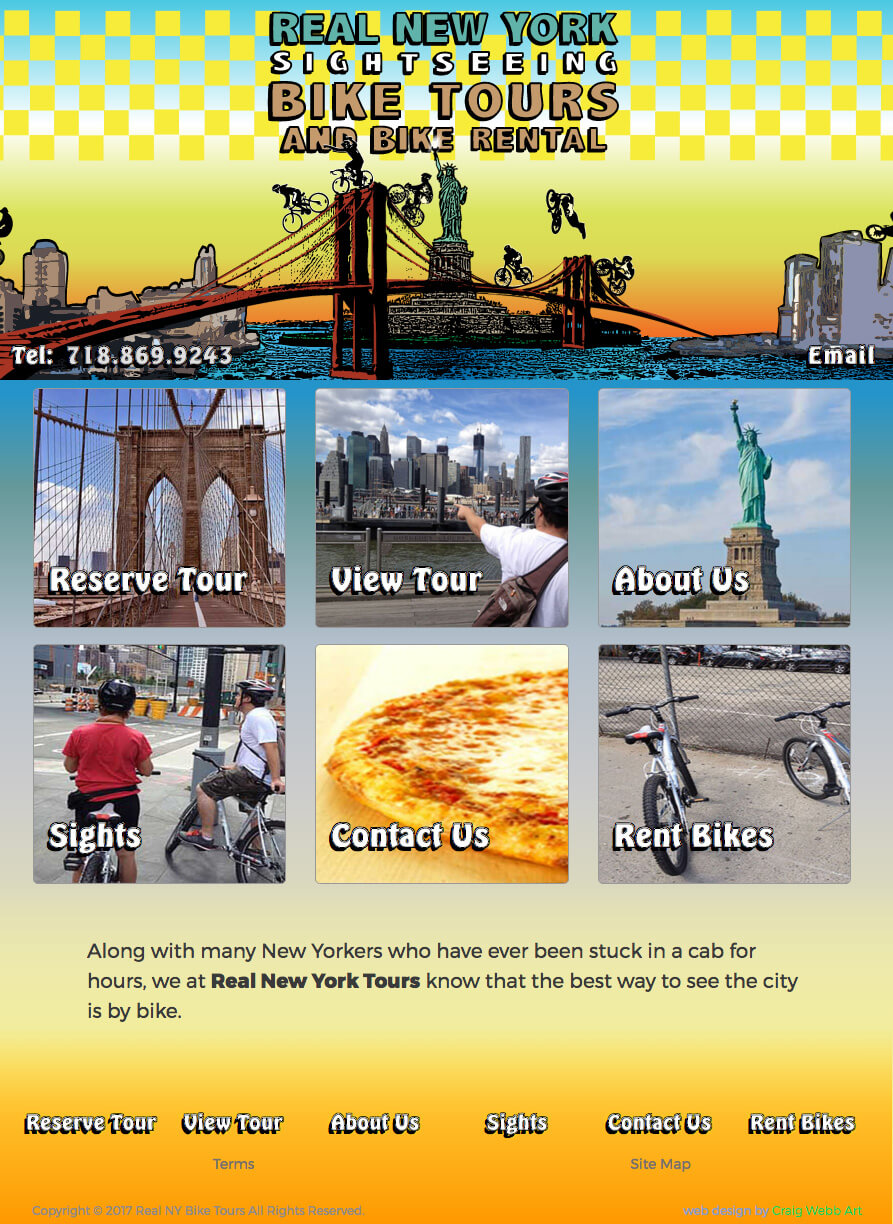 REAL NEW YORK
SIGHTSEEING
BIKE TOURS
AND BIKE RENTAL
Tel: 718.869.9243
Email
Reserve Tour
View Tour
About Us
Sights
Contact Us
Rent Bikes
Along with many New Yorkers who have ever been stuck in a cab for
hours, we at Real New York Tours know that the best way to see the city
is by bike.
Reserve Tour
View Tour
About Us
Sights
Contact Us
Rent Bikes
Terms
Site Map
Copyright © 2017 Real NY Bike Tours All Rights Reserved.
web design by Craig Webb Art